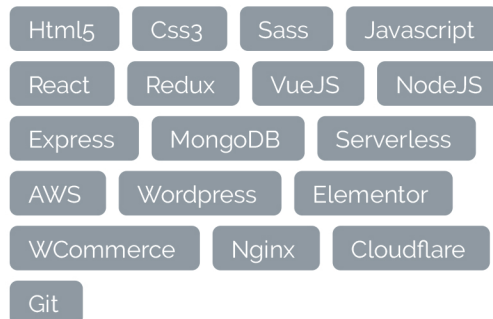 Html5 Css3 Sass Javascript
React Redux VueJS NodeJS
Express MongoDB Serverless
AWS Wordpress Elementor
WCommerce Nginx Cloudflare
Git